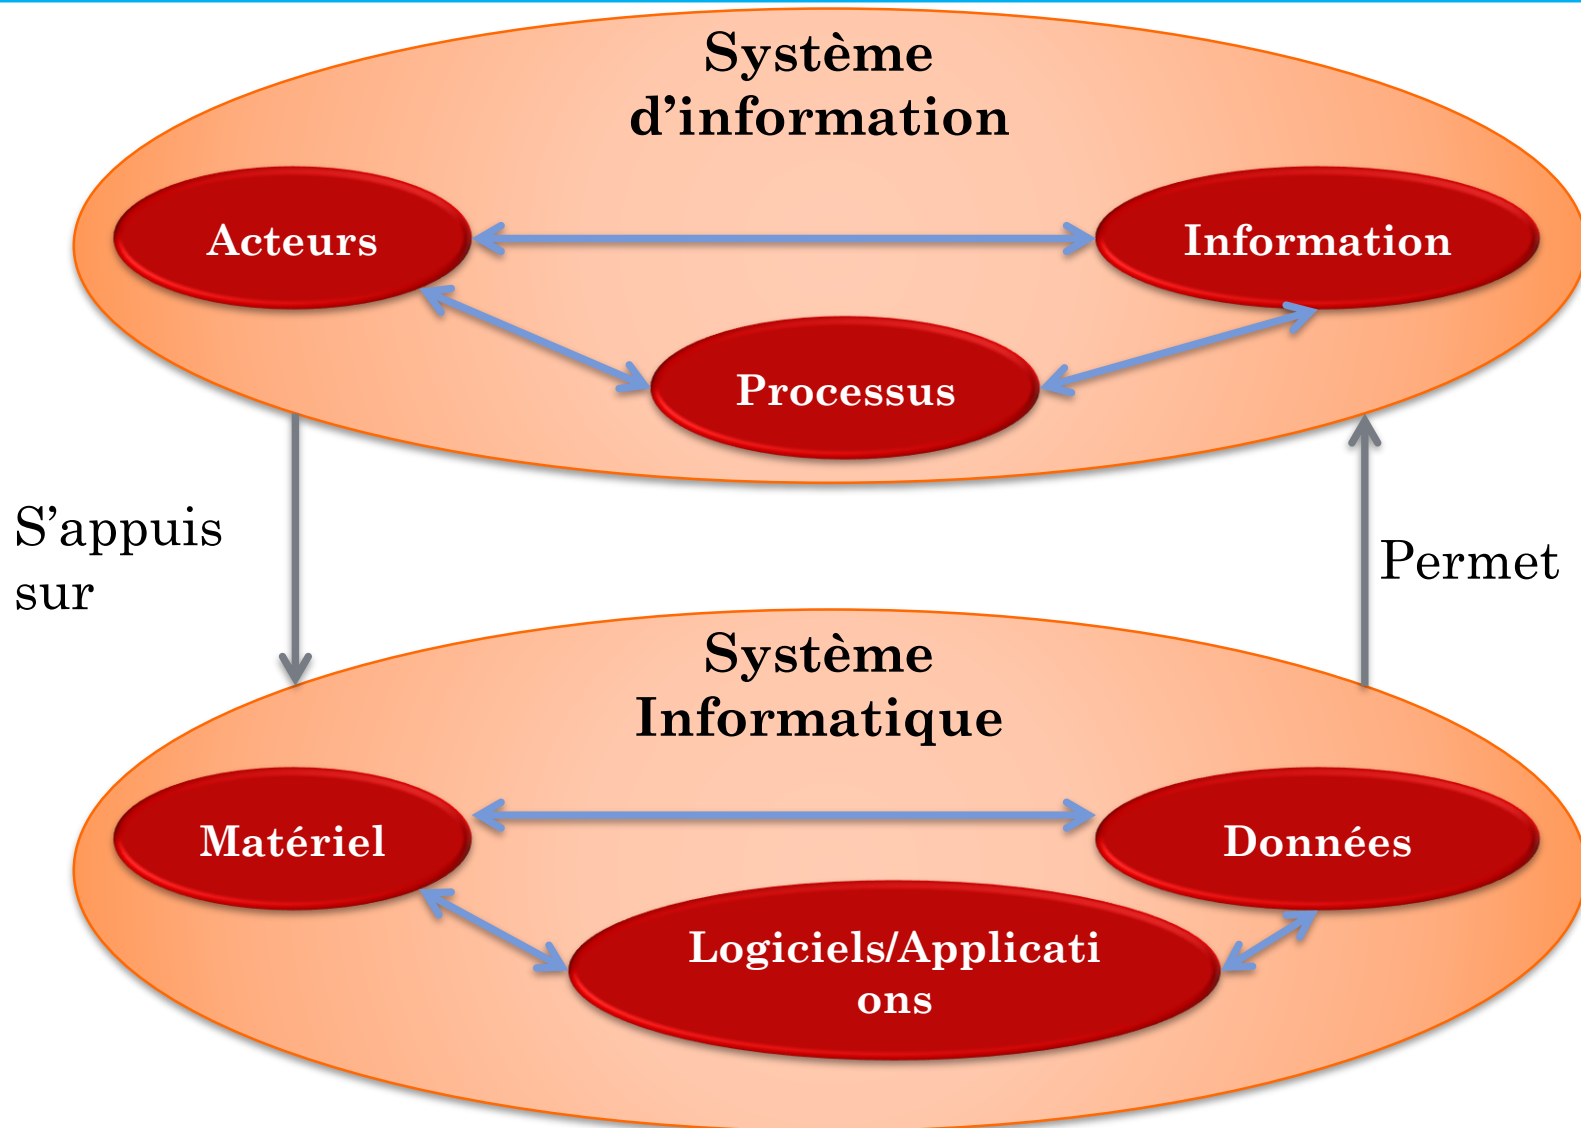 Système
d’information
Acteurs
Information
Processus
S’appuis
sur
Permet
Système
Informatique
Matériel
Données
Logiciels/Applicati
ons